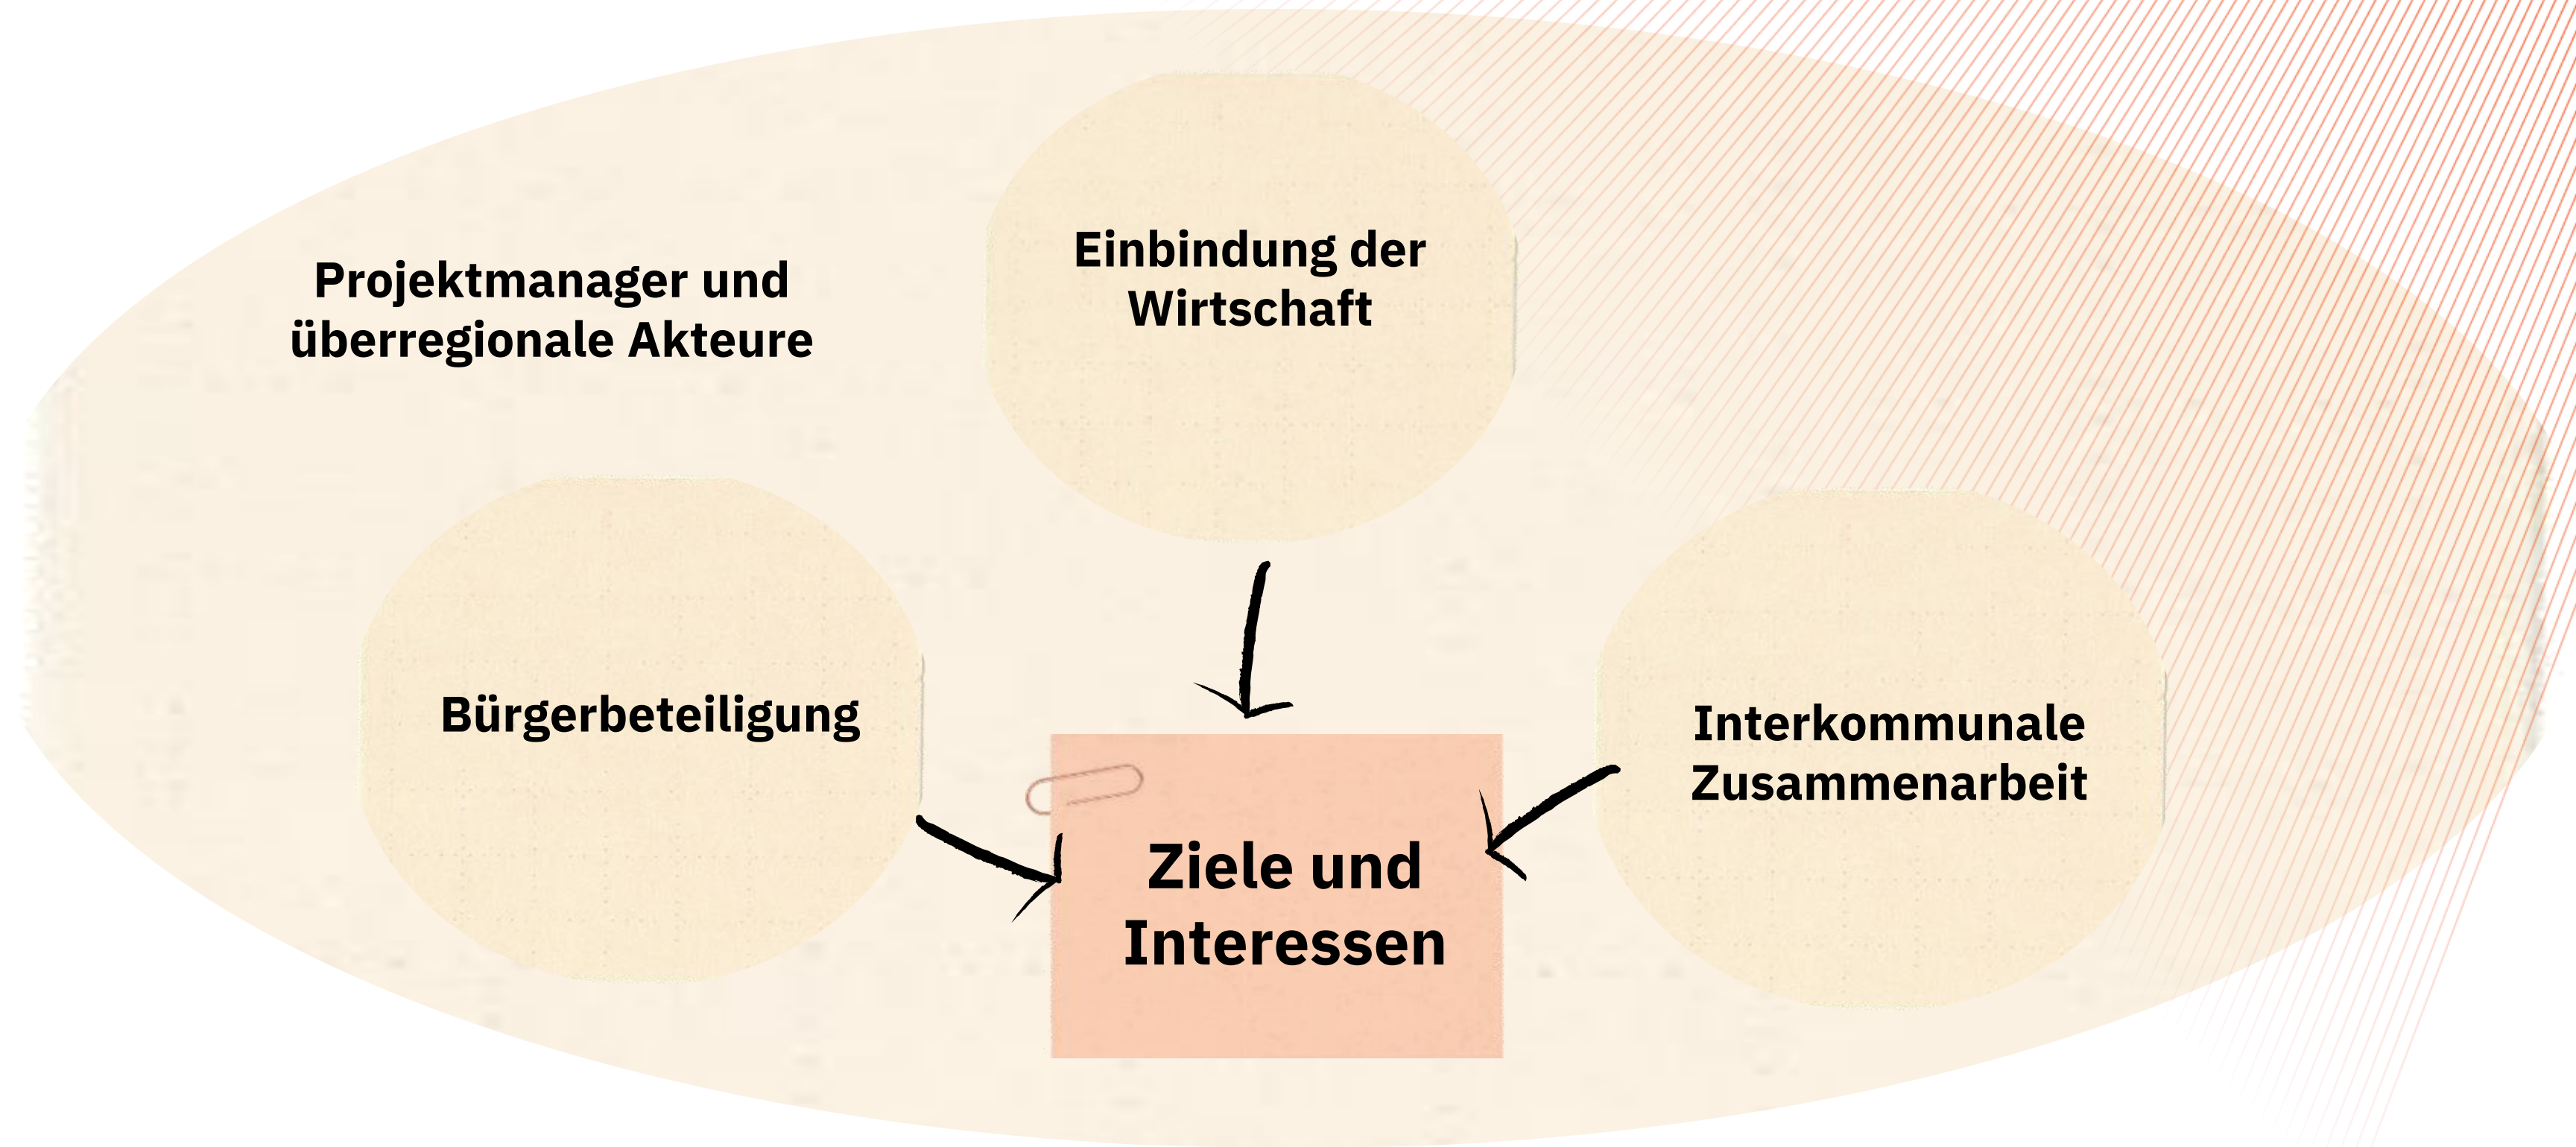 Projektmanager und
überregionale Akteure
Einbindung der
Wirtschaft
Bürgerbeteiligung
Interkommunale
Zusammenarbeit
Ziele und
Interessen